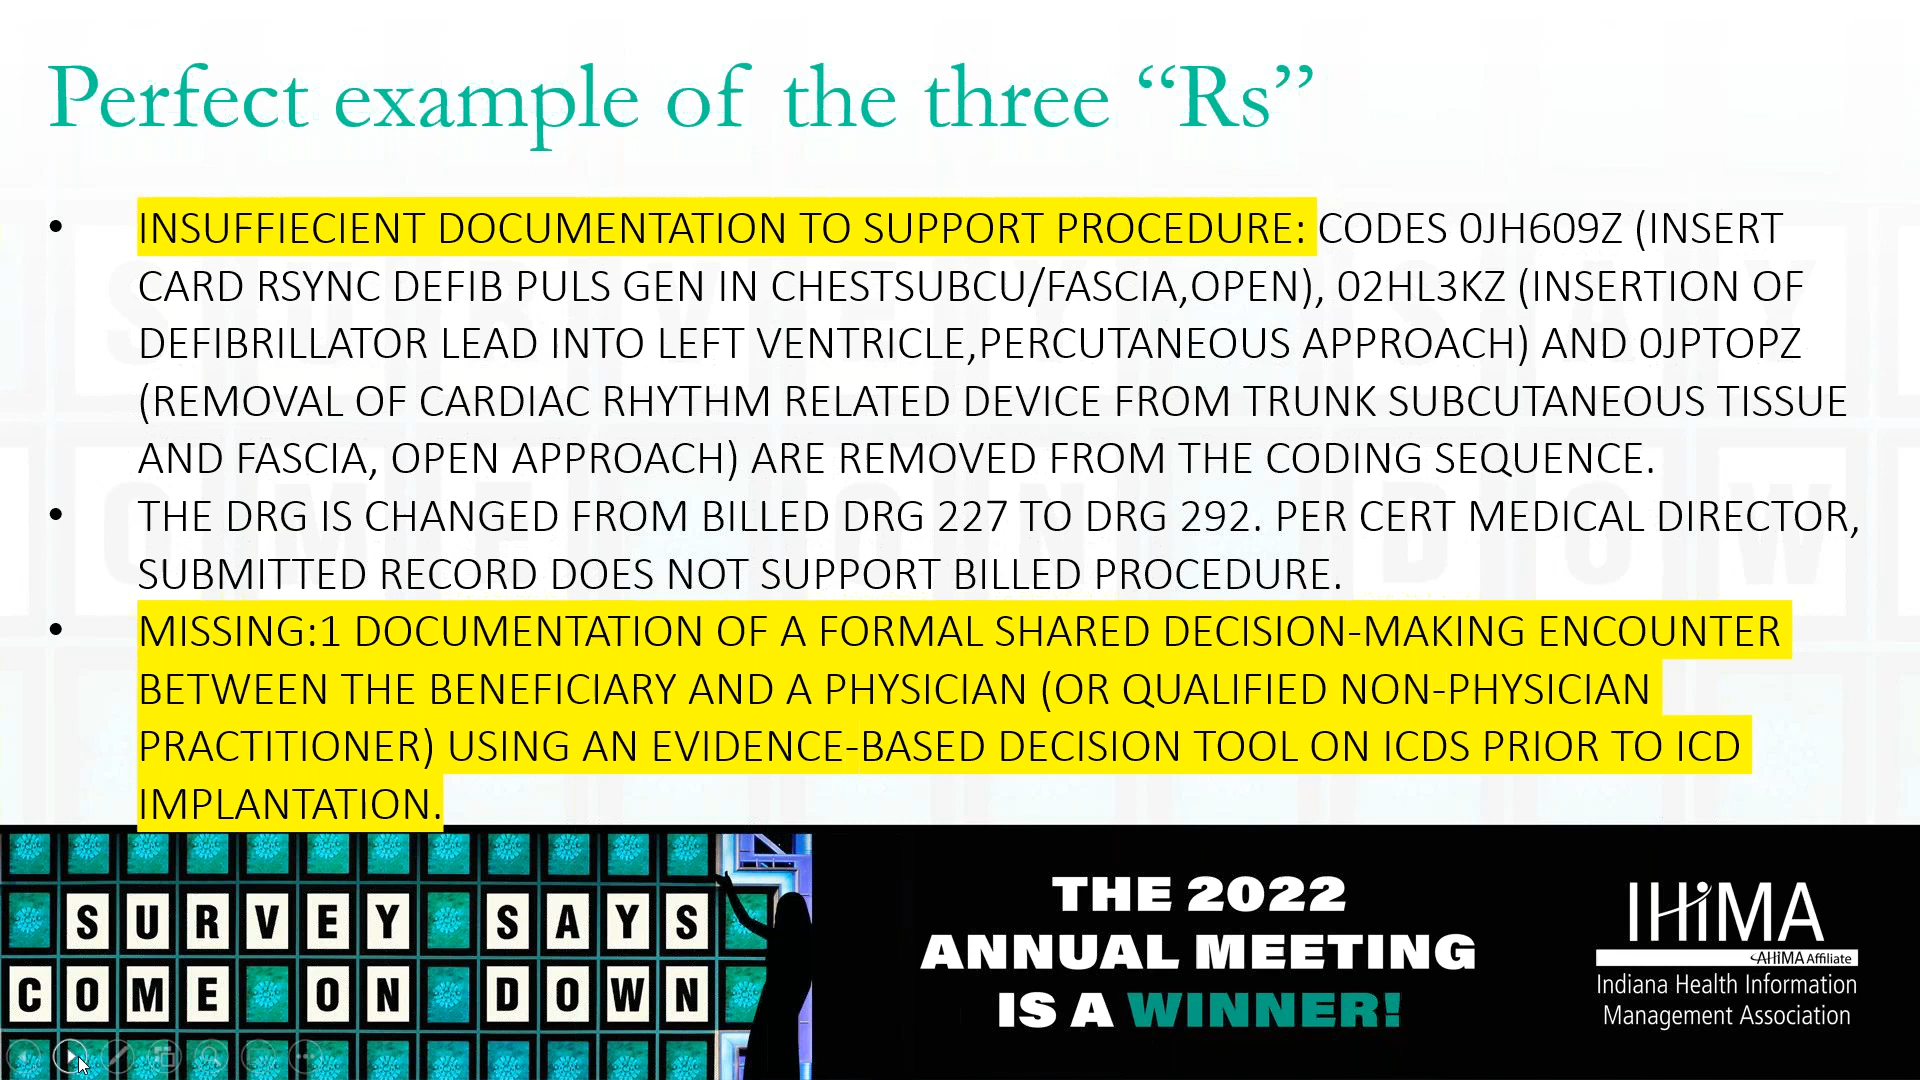 Perfect example of the three “Rs”
• INSUFFIECIENT DOCUMENTATION TO SUPPORT PROCEDURE: CODES 0JH609Z (INSERT
CARD RSYNC DEFIB PULS GEN IN CHESTSUBCU/FASCIA,OPEN), 02HL3KZ (INSERTION OF
DEFIBRILLATOR LEAD INTO LEFT VENTRICLE,PERCUTANEOUS APPROACH) AND 0JPTOPZ
(REMOVAL OF CARDIAC RHYTHM RELATED DEVICE FROM TRUNK SUBCUTANEOUS TISSUE
AND FASCIA, OPEN APPROACH) ARE REMOVED FROM THE CODING SEQUENCE.
• THE DRG IS CHANGED FROM BILLED DRG 227 TO DRG 292. PER CERT MEDICAL DIRECTOR,
SUBMITTED RECORD DOES NOT SUPPORT BILLED PROCEDURE.
• MISSING:1 DOCUMENTATION OF A FORMAL SHARED DECISION-MAKING ENCOUNTER
BETWEEN THE BENEFICIARY AND A PHYSICIAN (OR QUALIFIED NON-PHYSICIAN
PRACTITIONER) USING AN EVIDENCE-BASED DECISION TOOL ON ICDS PRIOR TO ICD
IMPLANTATION.
SURVEY SAYS
COME ON DOWN
THE 2022
ANNUAL MEETING
IS A WINNER!
IHiMA
AHiMA Affiliate
Indiana Health Information
Management Association